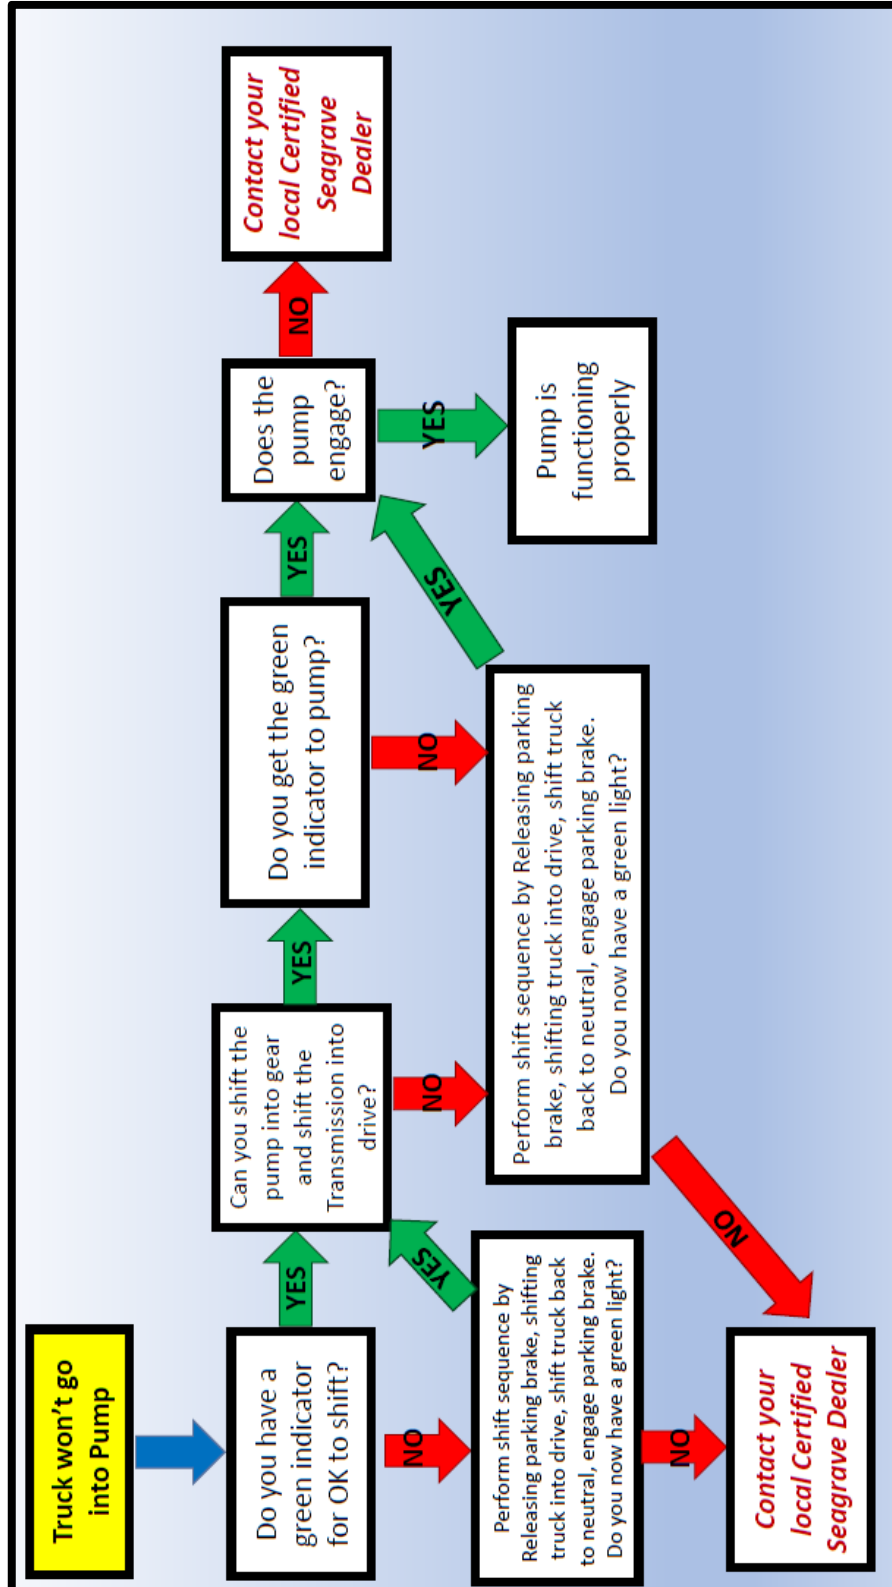 Truck won't go
into Pump
Do you have a
green indicator
for OK to shift?
YES
NO
Perform shift sequence by
Releasing parking brake, shifting
truck into drive, shift truck back
to neutral, engage parking brake.
Do you now have a green light?
YES
NO
Contact your
local Certified
Seagrave Dealer
Can you shift the
pump into gear
and shift the
Transmission into
drive?
YES
NO
Do you get the green
indicator to pump?
YES
NO
Perform shift sequence by Releasing parking
brake, shifting truck into drive, shift truck
back to neutral, engage parking brake.
Do you now have a green light?
YES
NO
Does the
pump
engage?
NO
YES
Contact your
local Certified
Seagrave
Dealer
Pump is
functioning
properly